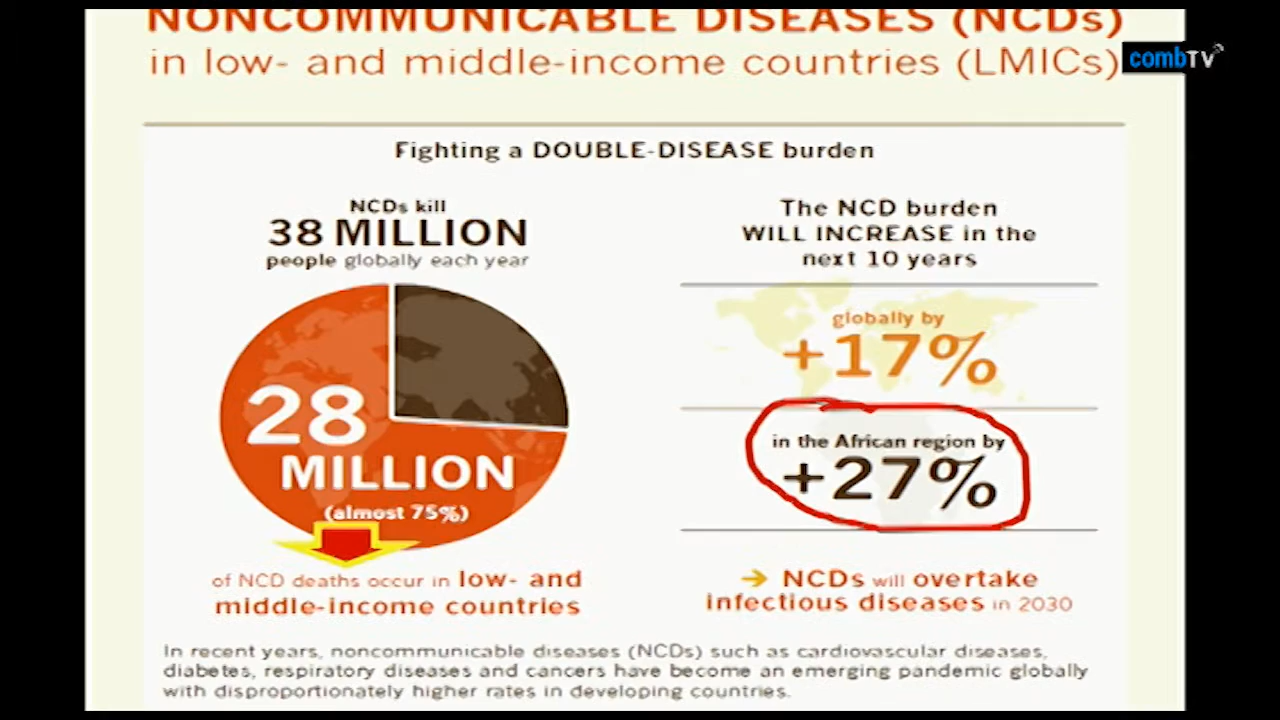 NONCOMMUNICABLE DISEASES (NCDs)
in low- and middle-income countries (LMICs)
combTV
Fighting a DOUBLE-DISEASE burden
NCDs kill
38 MILLION
people globally each year
28
MILLION
(almost 75%)
of NCD deaths occur in low- and
middle-income countries
The NCD burden
WILL INCREASE in the
next 10 years
globally by
+17%
in the African region by
+27%
→ NCDs will overtake
infectious diseases in 2030
In recent years, noncommunicable diseases (NCDs) such as cardiovascular diseases,
diabetes, respiratory diseases and cancers have become an emerging pandemic globally
with disproportionately higher rates in developing countries.